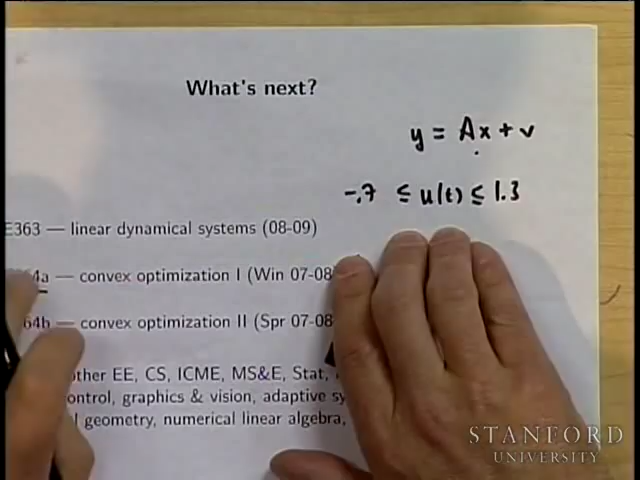 What's next?
y = Ax + v
-.7 ≤ u(t) ≤ 1.3
E363 — linear dynamical systems (08-09)
4a — convex optimization I (Win 07-08
64b — convex optimization II (Spr 07-08
other EE, CS, ICME, MS&E, Stat,
ontrol, graphics & vision, adaptive sy
l geometry, numerical linear algebra,
STANFORD
UNIVERSITY